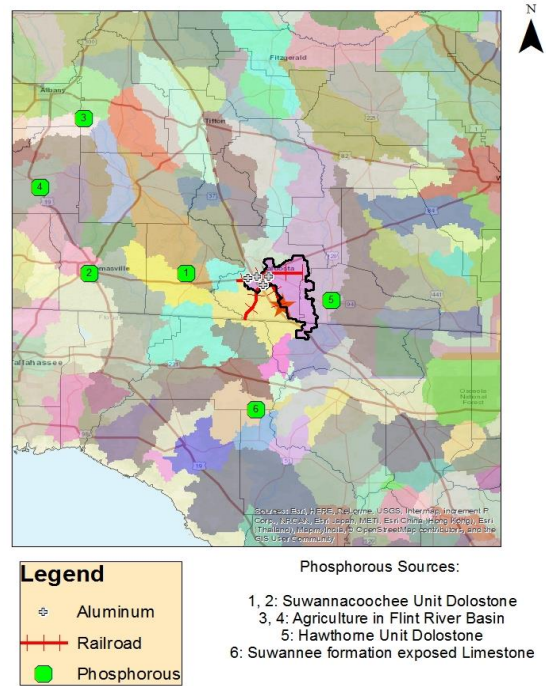 N
Fitzgerald
Albany
3
Tifton
4
2
1
5
6
Sources: Esri, HERE, DeLorme, USGS, Intermap, increment P
Corp., NRCAN, Esri Japan, METI, Esri China (Hong Kong), Esri
(Thailand), MapmyIndia, © OpenStreetMap contributors, and the
GIS User Community
Legend
Aluminum
Railroad
Phosphorous
Phosphorous Sources:
1, 2: Suwannacoochee Unit Dolostone
3, 4: Agriculture in Flint River Basin
5: Hawthorne Unit Dolostone
6: Suwannee formation exposed Limestone